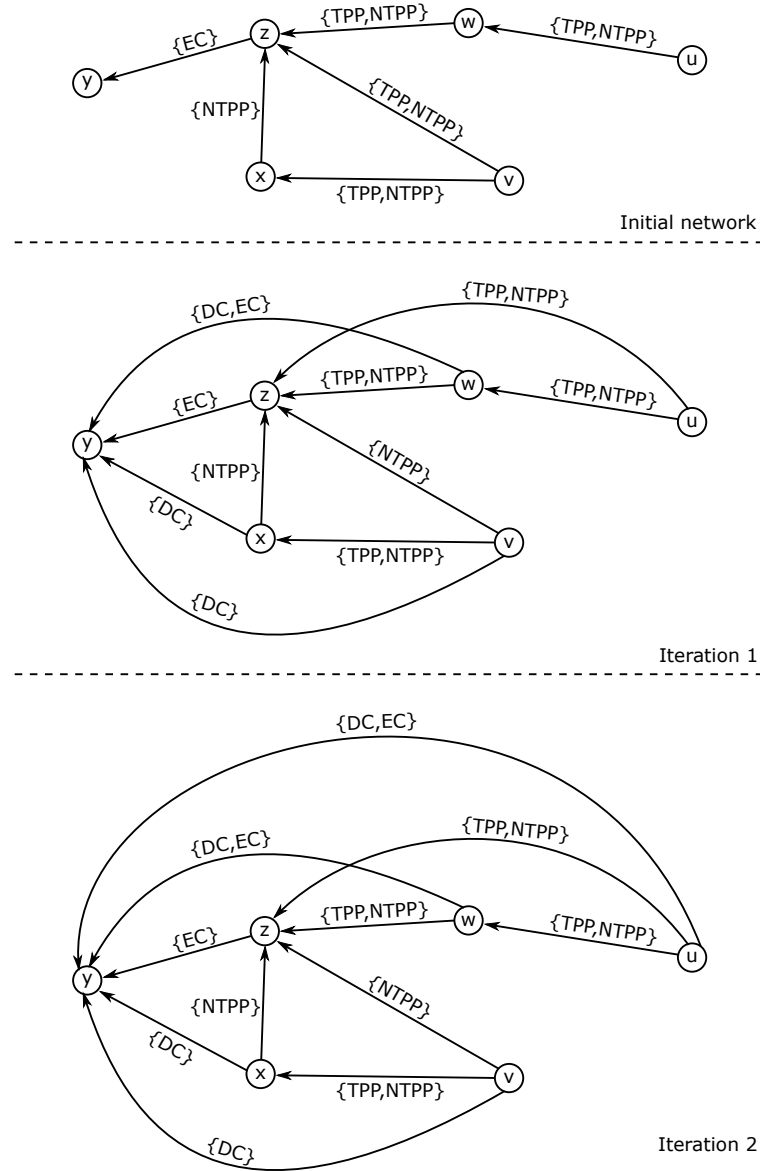 {TPP,NTPP}
{EC}
z
w
{TPP,NTPP}
u
y
{NTPP}
{TPP,NTPP}
x
v
{TPP,NTPP}
Initial network
{DC,EC}
{TPP,NTPP}
{TPP,NTPP}
w
{TPP,NTPP}
{EC}
z
u
y
{NTPP}
{NTPP}
{DC}
x
v
{TPP,NTPP}
{DC}
Iteration 1
{DC,EC}
{DC,EC}
{TPP,NTPP}
{TPP,NTPP}
w
{TPP,NTPP}
{EC}
z
u
y
{NTPP}
{NTPP}
{DC}
x
v
{TPP,NTPP}
{DC}
Iteration 2